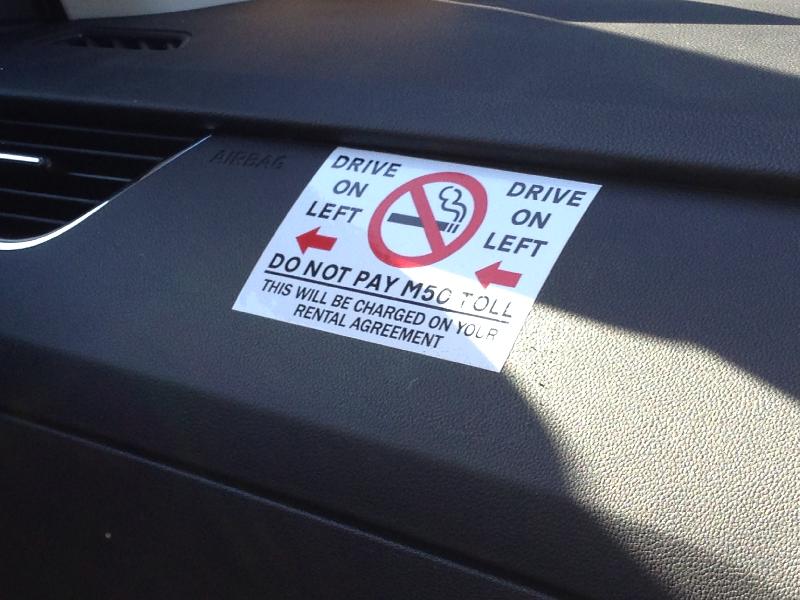 AIRBAG
DRIVE
ON
LEFT
DRIVE
ON
LEFT
DO NOT PAY M50 TOLL
THIS WILL BE CHARGED ON YOUR
RENTAL AGREEMENT